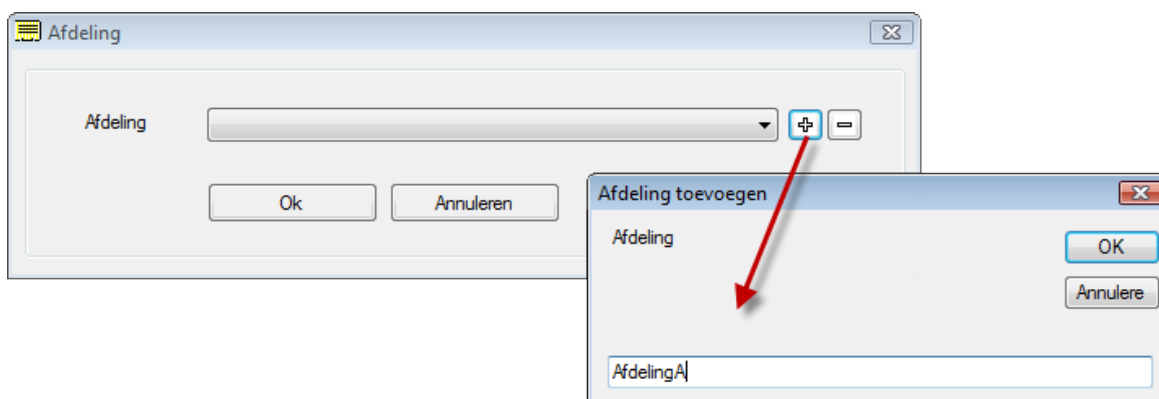 Afdeling
Afdeling
Ok
Annuleren
Afdeling toevoegen
Afdeling
OK
Annulere
AfdelingA